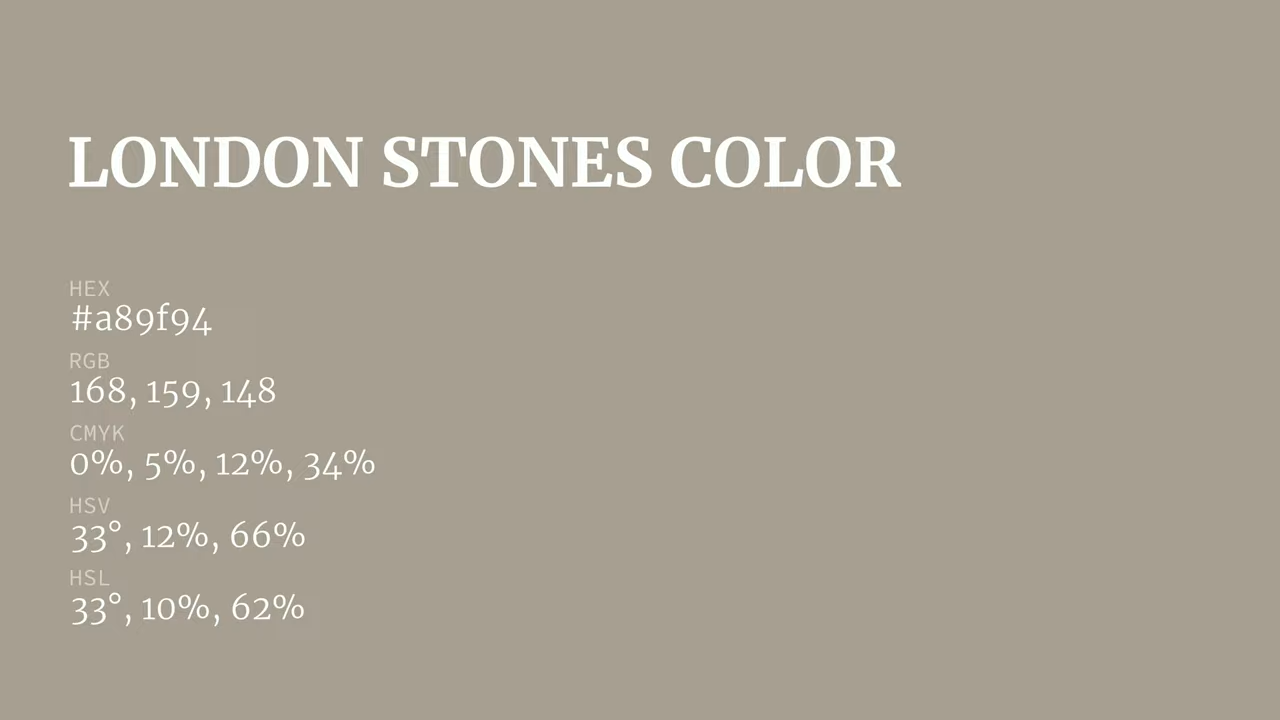 LONDON STONES COLOR
HEX
#a89f94
RGB
168, 159, 148
CMYK
0%, 5%, 12%, 34%
HSV
33°, 12%, 66%
HSL
33°, 10%, 62%